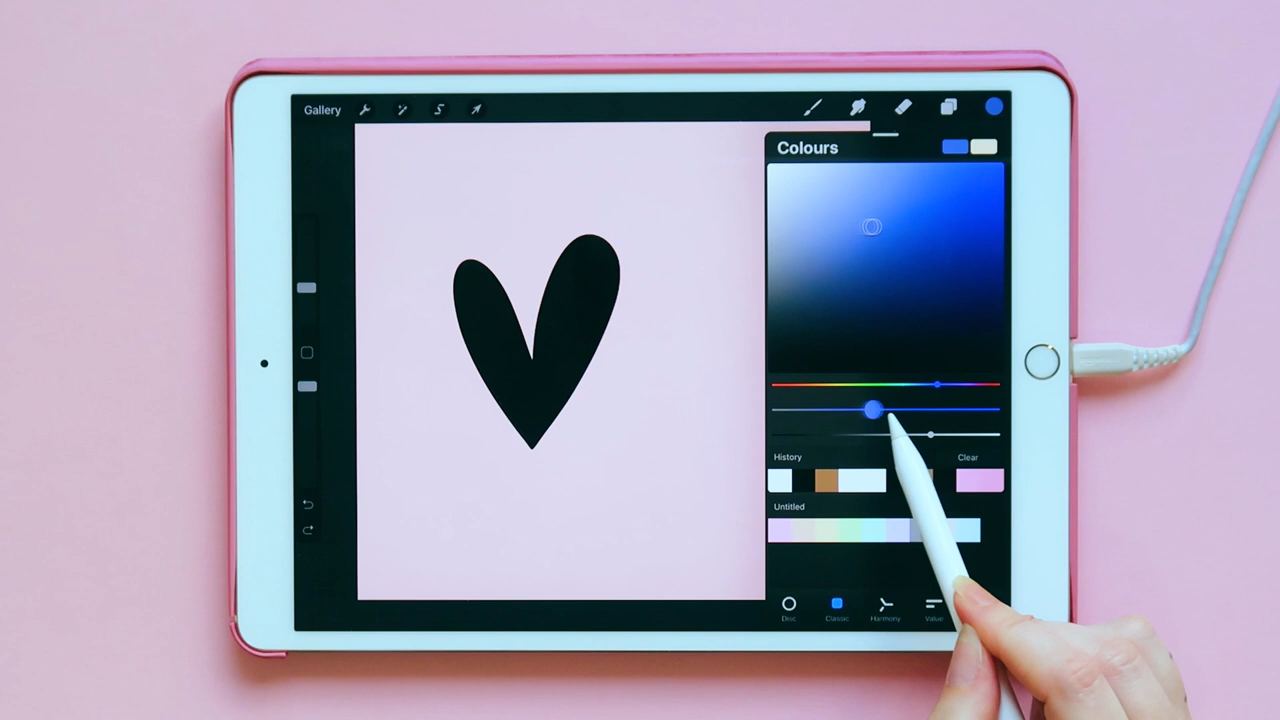 Gallery
Colours
History Clear
Untitled
Disc Classic Harmony Value